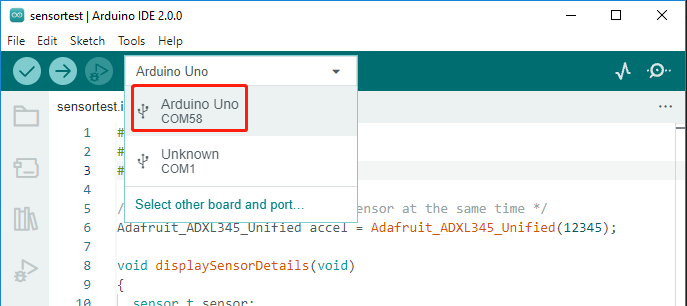 sensortest | Arduino IDE 2.0.0
File Edit Sketch Tools Help
Arduino Uno
Arduino Uno
COM58
Unknown
COM1
Select other board and port...
sensortest.i
1 #
2 #
3 #
4
5 / ensor at the same time */
6 Adafruit_ADXL345_Unified accel = Adafruit_ADXL345_Unified(12345);
7
8 void displaySensorDetails(void)
9 {
10 sensor_t sensor;